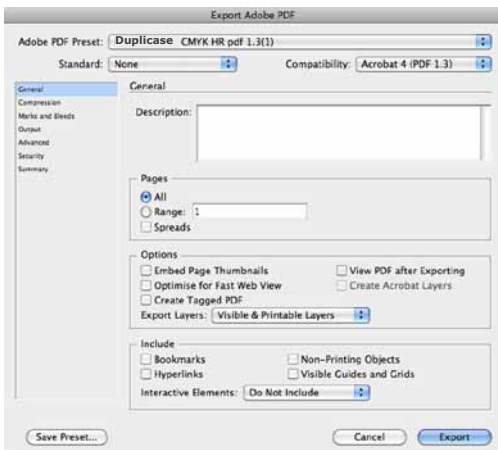 Export Adobe PDF
Adobe PDF Preset: Duplicase CMYK HR pdf 1.3(1)
Standard: None Compatibility: Acrobat 4 (PDF 1.3)
General
Compression
Marks and Bleeds
Output
Advanced
Security
Summary
General
Description:
Pages
All
Range: 1
Spreads
Options
Embed Page Thumbnails View PDF after Exporting
Optimise for Fast Web View Create Acrobat Layers
Create Tagged PDF
Export Layers: Visible & Printable Layers
Include
Bookmarks Non-Printing Objects
Hyperlinks Visible Guides and Grids
Interactive Elements: Do Not Include
Save Preset... Cancel Export